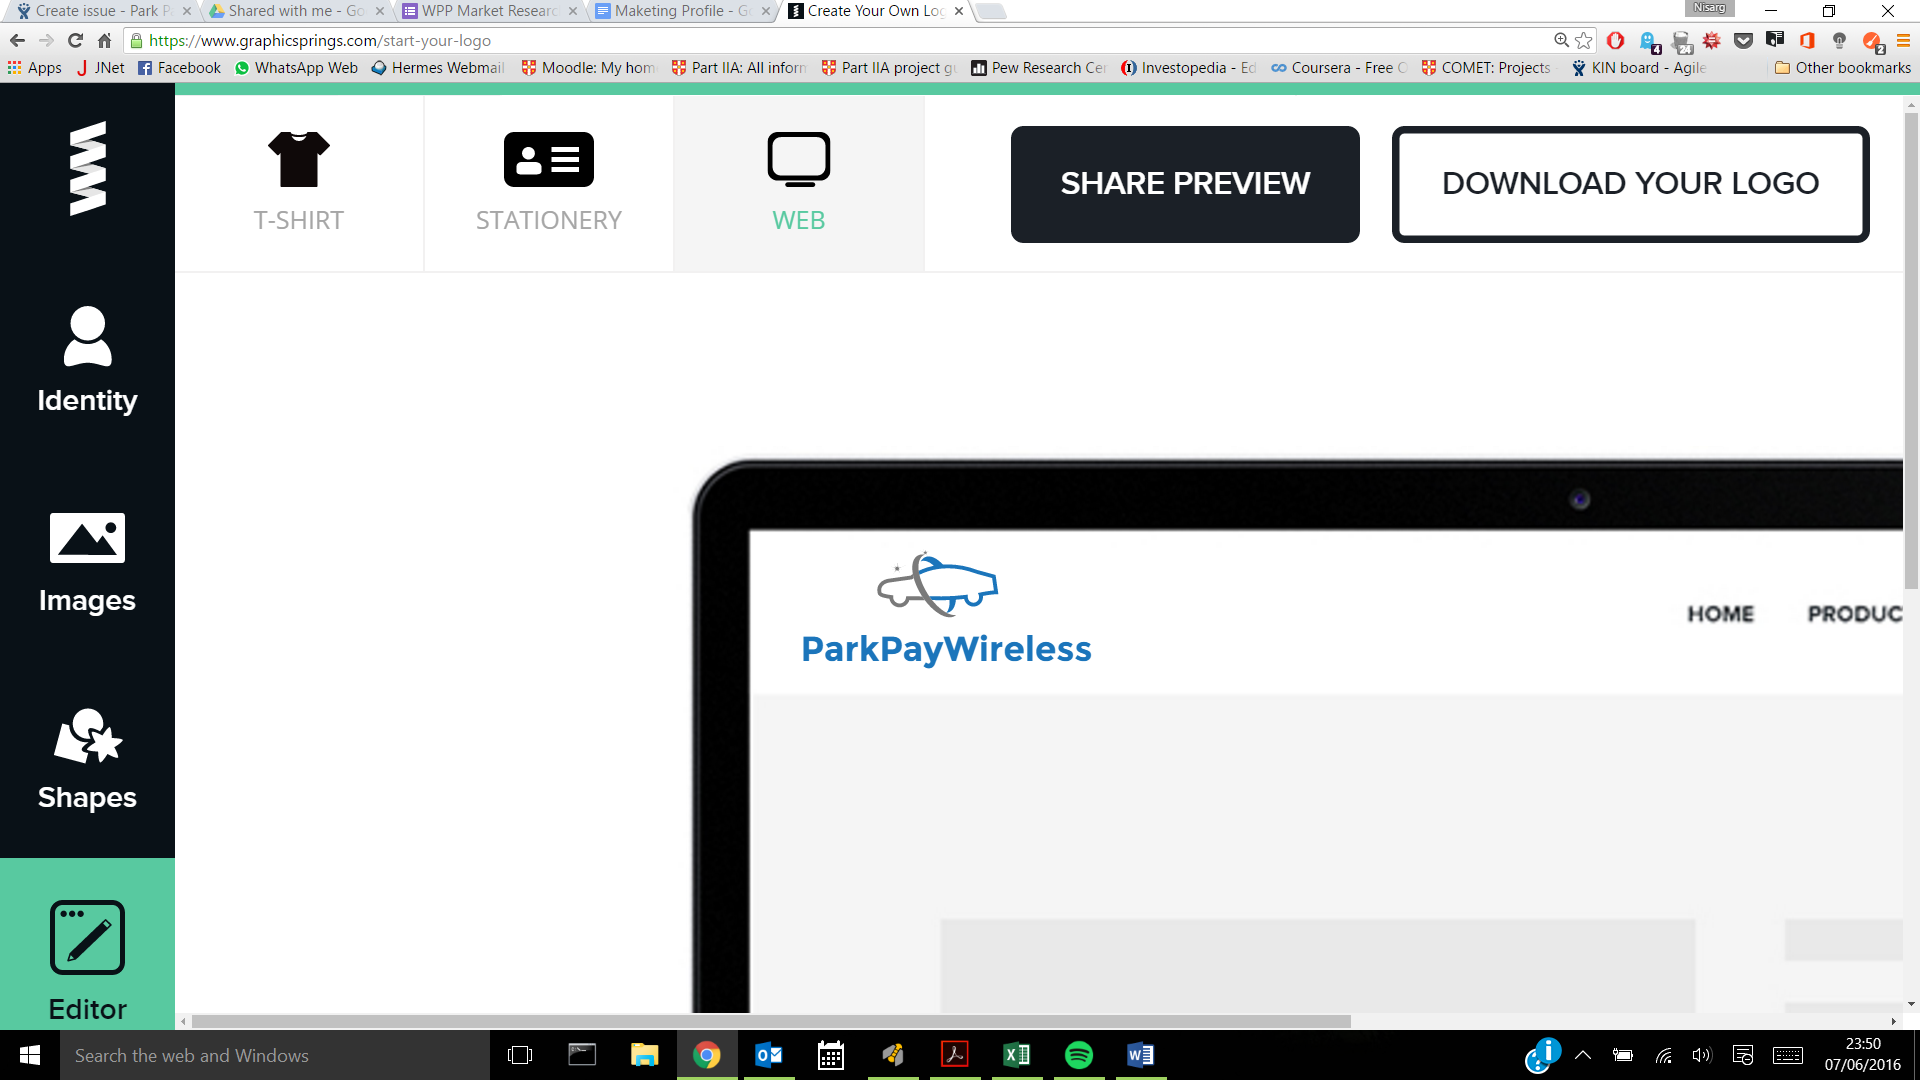 Create issue - Park P
Shared with me - Go
WPP Market Researc
Maketing Profile - G
Create Your Own Log
Nisarg
https://www.graphicsprings.com/start-your-logo
4
24
2
Apps
JNet
Facebook
WhatsApp Web
Hermes Webmail
Moodle: My hom
Part IIA: All inform
Part IIA project g
Pew Research Cen
Investopedia - Ed
Coursera - Free O
COMET: Projects
KIN board - Agile
Other bookmarks
T-SHIRT
STATIONERY
WEB
SHARE PREVIEW
DOWNLOAD YOUR LOGO
Identity
Images
Shapes
Editor
ParkPayWireless
HOME
PRODUC
Search the web and Windows
23:50
07/06/2016